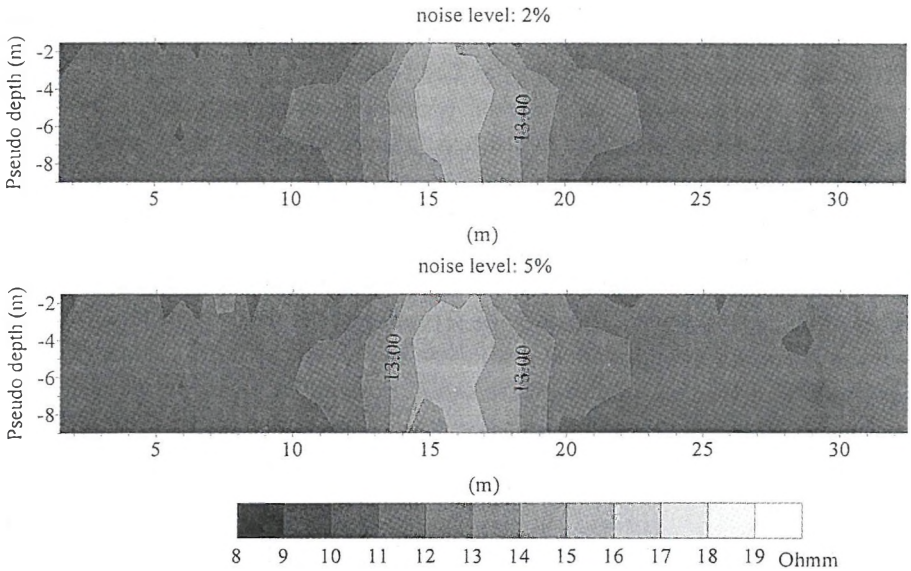 noise level: 2%
Pseudo depth (m)
-2
-4
-6
-8
13.00
5 10 15 20 25 30
(m)
noise level: 5%
Pseudo depth (m)
-2
-4
-6
-8
13.00 13.00
5 10 15 20 25 30
(m)
8 9 10 11 12 13 14 15 16 17 18 19 Ohmm